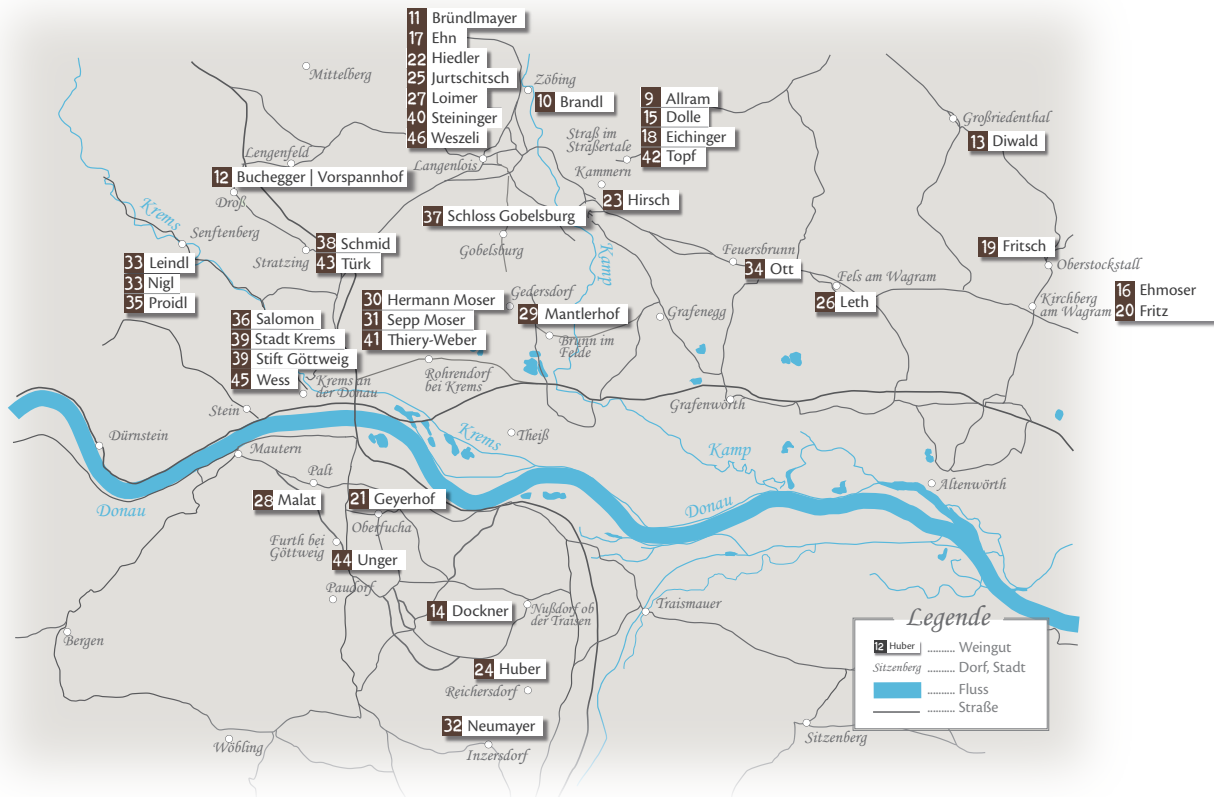 11 Bründlmayer
17 Ehn
22 Hiedler
25 Jurtschitsch
27 Loimer
40 Steininger
46 Weszeli
Mittelberg
Zöbing
10 Brandl
9 Allram
15 Dolle
18 Eichinger
42 Topf
Straß im
Straßertale
Großriedenthal
13 Diwald
Lengenfeld
Langenlois
Kammern
12 Buchegger | Vorspannhof
Droß
23 Hirsch
37 Schloss Gobelsburg
Krems
Senftenberg
Gobelsburg
Kamp
38 Schmid
43 Türk
Stratzing
Feuersbrunn
34 Ott
19 Fritsch
Oberstockstall
33 Leindl
33 Nigl
35 Proidl
Fels am Wagram
26 Leth
16 Ehmoser
20 Fritz
Kirchberg
am Wagram
30 Hermann Moser
31 Sepp Moser
41 Thiery-Weber
Gedersdorf
29 Mantlerhof
Grafenegg
36 Salomon
39 Stadt Krems
39 Stift Göttweig
45 Wess
Brunn im
Felde
Krems an
der Donau
Rohrendorf
bei Krems
Stein
Grafenwörth
Dürnstein
Mautern
Krems
Theiß
Kamp
Palt
Donau
28 Malat
21 Geyerhof
Oberfucha
Donau
Altenwörth
Furth bei
Göttweig
44 Unger
Paudorf
14 Dockner
Nußdorf ob
der Traisen
Traismauer
Bergen
24 Huber
Reichersdorf
32 Neumayer
Inzersdorf
Wöbling
Sitzenberg
Legende
12 Huber .......... Weingut
Sitzenberg .......... Dorf, Stadt
.......... Fluss
.......... Straße